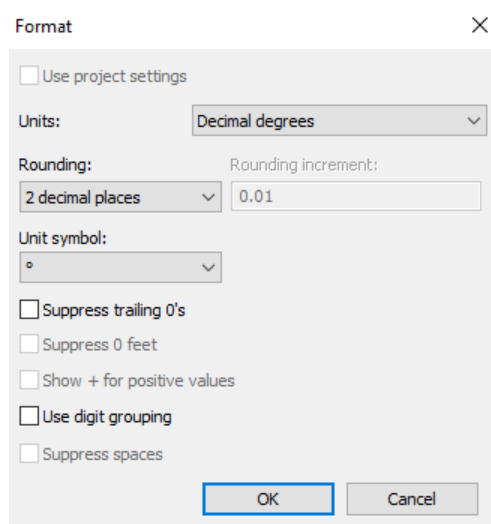 Format
Use project settings
Units: Decimal degrees
Rounding: Rounding increment:
2 decimal places 0.01
Unit symbol:
°
Suppress trailing 0's
Suppress 0 feet
Show + for positive values
Use digit grouping
Suppress spaces
OK Cancel